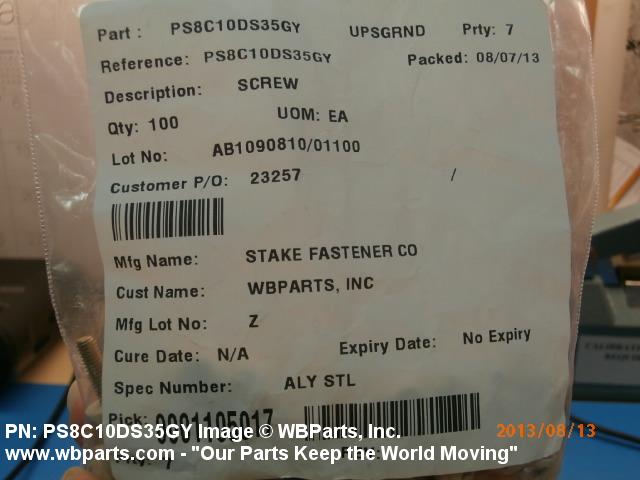 Part : PS8C10DS35GY UPSGRND Prty: 7
Reference: PS8C10DS35GY Packed: 08/07/13
Description: SCREW
Qty: 100 UOM: EA
Lot No: AB1090810/01100
Customer P/O: 23257 /
Mfg Name: STAKE FASTENER CO
Cust Name: WBPARTS, INC
Mfg Lot No: Z
Cure Date: N/A Expiry Date: No Expiry
Spec Number: ALY STL
Pick:
PN: PS8C10DS35GY Image © WBParts, Inc. 2013/08/13
www.wbparts.com - "Our Parts Keep the World Moving"